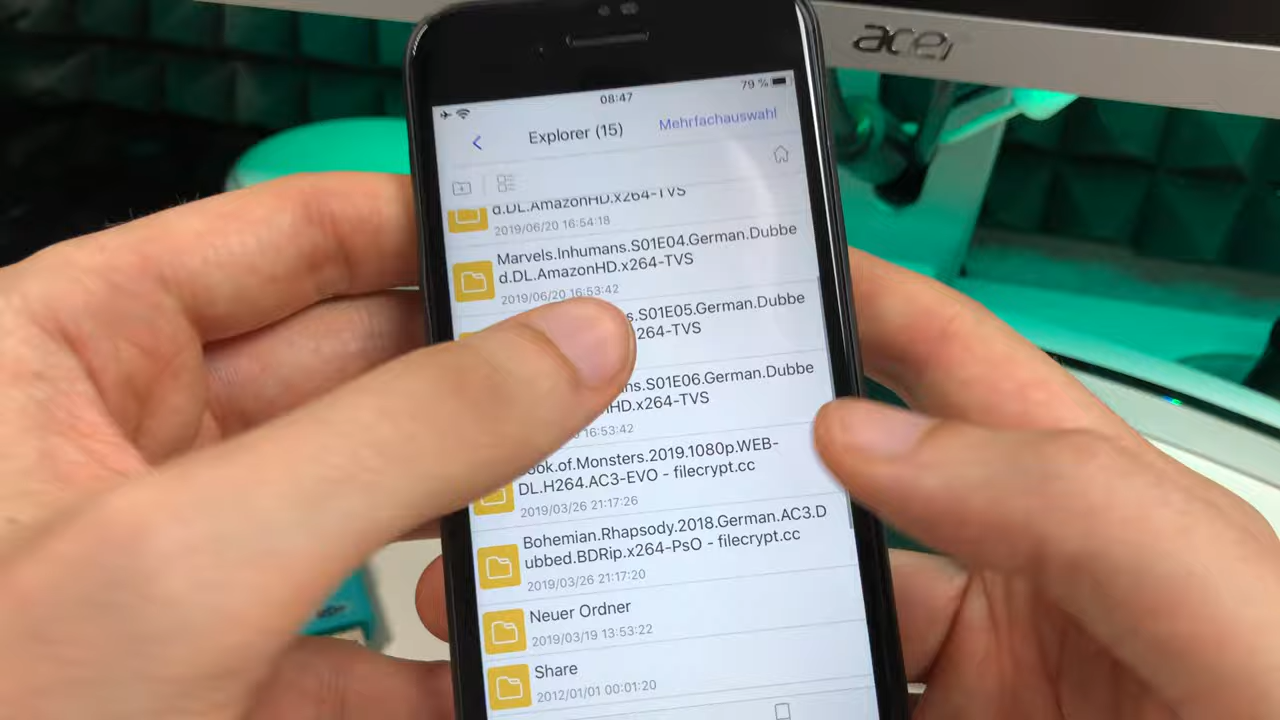 acer
08:47
79 %
Explorer (15)
Mehrfachauswahl
d.DL.AmazonHD.x264-TVS
2019/06/20 16:54:18
Marvels.Inhumans.S01E04.German.Dubbe
d.DL.AmazonHD.x264-TVS
2019/06/20 16:53:42
s.S01E05.German.Dubbe
264-TVS
ns.S01E06.German.Dubbe
HD.x264-TVS
16:53:42
ook.of.Monsters.2019.1080p.WEB-
DL.H264.AC3-EVO - filecrypt.cc
2019/03/26 21:17:26
Bohemian.Rhapsody.2018.German.AC3.D
ubbed.BDRip.x264-PsO - filecrypt.cc
2019/03/26 21:17:20
Neuer Ordner
2019/03/19 13:53:22
Share
2012/01/01 00:01:20